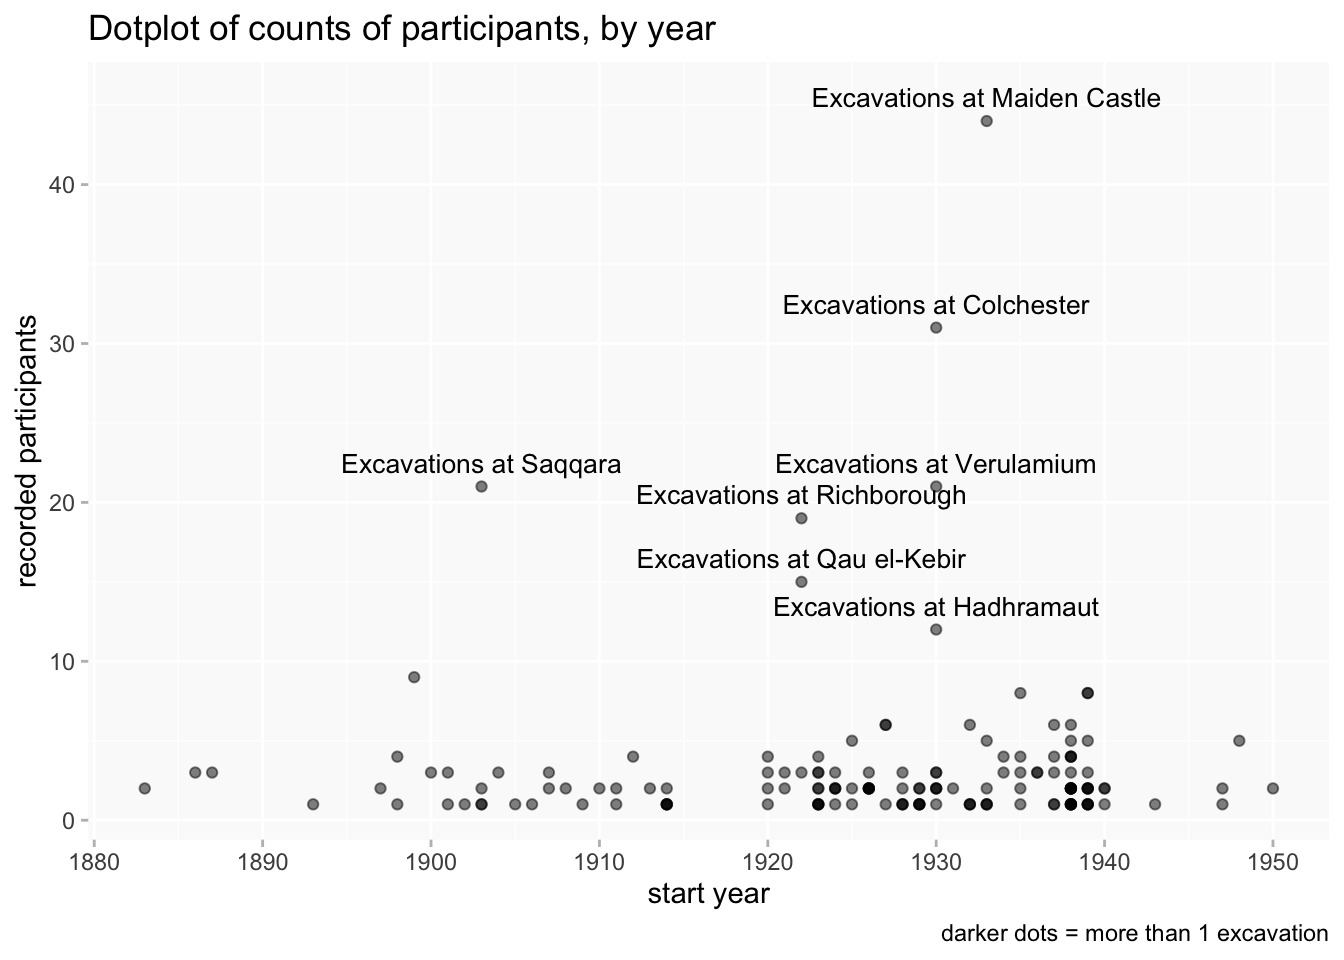 Dotplot of counts of participants, by year
Excavations at Maiden Castle
40
Excavations at Colchester
30
recorded participants
Excavations at Saqqara
Excavations at Verulamium
20
Excavations at Richborough
Excavations at Qau el-Kebir
Excavations at Hadhramaut
10
0
1880 1890 1900 1910 1920 1930 1940 1950
start year
darker dots = more than 1 excavation